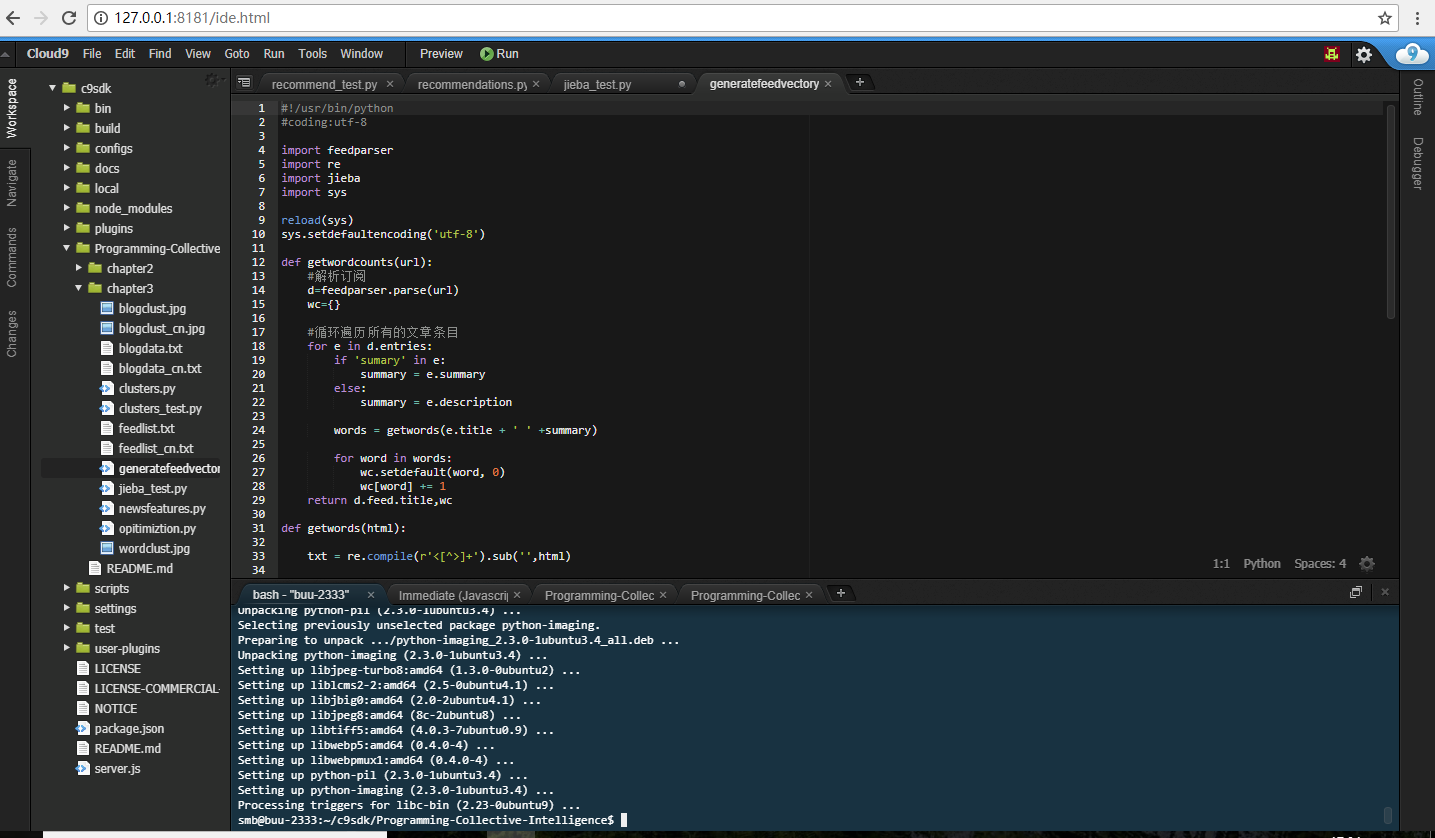 127.0.0.1:8181/ide.html
Cloud9 File Edit Find View Goto Run Tools Window Preview Run
Workspace
Navigate
Commands
Changes
c9sdk
bin
build
configs
docs
local
node_modules
plugins
Programming-Collective
chapter2
chapter3
blogclust.jpg
blogclust_cn.jpg
blogdata.txt
blogdata_cn.txt
clusters.py
clusters_test.py
feedlist.txt
feedlist_cn.txt
generatefeedvector
jieba_test.py
newsfeatures.py
opitimiztion.py
wordclust.jpg
README.md
scripts
settings
test
user-plugins
LICENSE
LICENSE-COMMERCIAL-
NOTICE
package.json
README.md
server.js
recommend_test.py × recommendations.py × jieba_test.py generatefeedvectory × +
1 #!/usr/bin/python
2 #coding:utf-8
3
4 import feedparser
5 import re
6 import jieba
7 import sys
8
9 reload(sys)
10 sys.setdefaultencoding('utf-8')
11
12 def getwordcounts(url):
13 #解析订阅
14 d=feedparser.parse(url)
15 wc={}
16
17 #循环遍历所有的文章条目
18 for e in d.entries:
19 if 'sumary' in e:
20 summary = e.summary
21 else:
22 summary = e.description
23
24 words = getwords(e.title + ' ' +summary)
25
26 for word in words:
27 wc.setdefault(word, 0)
28 wc[word] += 1
29 return d.feed.title,wc
30
31 def getwords(html):
32
33 txt = re.compile(r'<[^>]+').sub('',html)
34
1:1 Python Spaces: 4
Outline
Debugger
bash - "buu-2333" × Immediate (Javascrip × Programming-Collec × Programming-Collec × +
Unpacking python-pil (2.3.0-1ubuntu3.4) ...
Selecting previously unselected package python-imaging.
Preparing to unpack .../python-imaging_2.3.0-1ubuntu3.4_all.deb ...
Unpacking python-imaging (2.3.0-1ubuntu3.4) ...
Setting up libjpeg-turbo8:amd64 (1.3.0-0ubuntu2) ...
Setting up liblcms2-2:amd64 (2.5-0ubuntu4.1) ...
Setting up libjbig0:amd64 (2.0-2ubuntu4.1) ...
Setting up libjpeg8:amd64 (8c-2ubuntu8) ...
Setting up libtiff5:amd64 (4.0.3-7ubuntu0.9) ...
Setting up libwebp5:amd64 (0.4.0-4) ...
Setting up libwebpmux1:amd64 (0.4.0-4) ...
Setting up python-pil (2.3.0-1ubuntu3.4) ...
Setting up python-imaging (2.3.0-1ubuntu3.4) ...
Processing triggers for libc-bin (2.23-0ubuntu9) ...
smb@buu-2333:~/c9sdk/Programming-Collective-Intelligence$